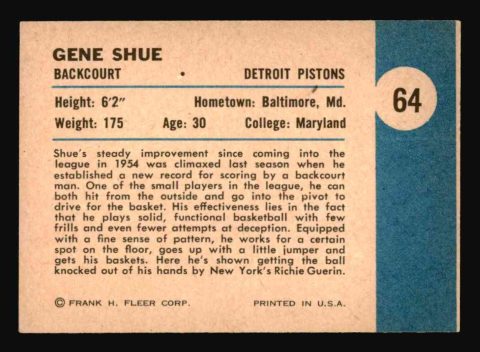 GENE SHUE
BACKCOURT • DETROIT PISTONS
Height: 6'2" Hometown: Baltimore, Md.
Weight: 175 Age: 30 College: Maryland
64
Shue's steady improvement since coming into the
league in 1954 was climaxed last season when he
established a new record for scoring by a backcourt
man. One of the small players in the league, he can
both hit from the outside and go into the pivot to
drive for the basket. His effectiveness lies in the fact
that he plays solid, functional basketball with few
frills and even fewer attempts at deception. Equipped
with a fine sense of pattern, he works for a certain
spot on the floor, goes up with a little jumper and
gets his baskets. Here he's shown getting the ball
knocked out of his hands by New York's Richie Guerin.
© FRANK H. FLEER CORP. PRINTED IN U.S.A.